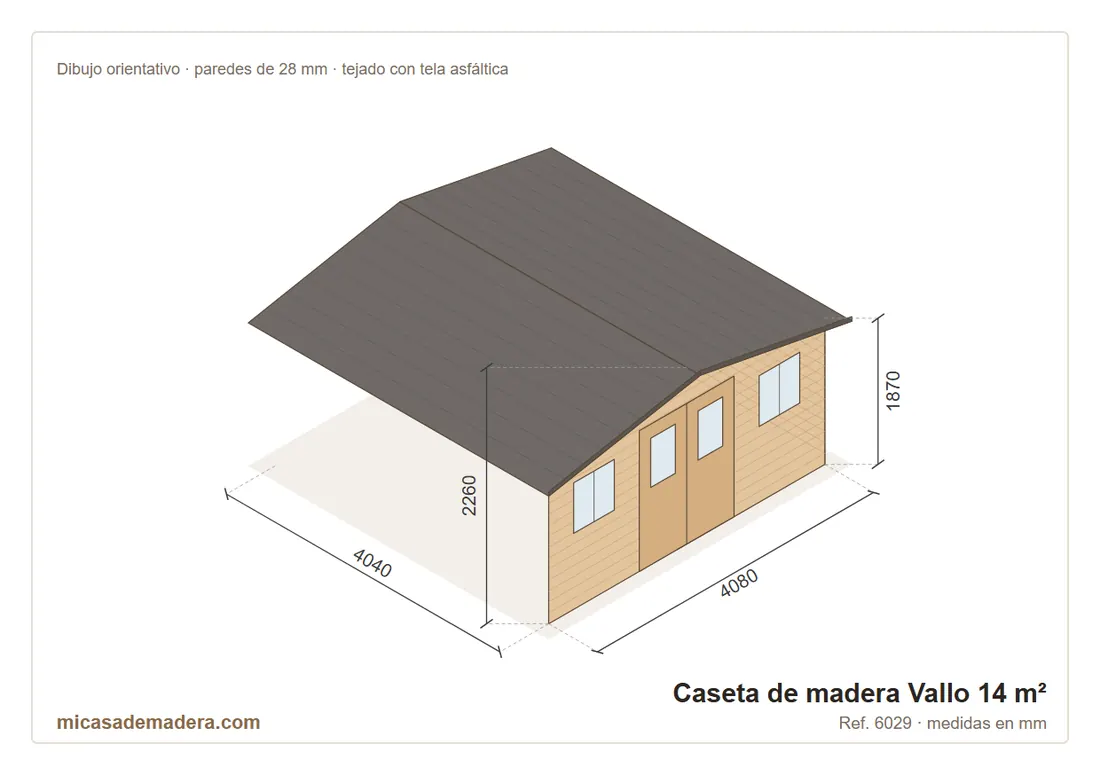 Dibujo orientativo · paredes de 28 mm · tejado con tela asfáltica
1870
2260
4040
4080
Caseta de madera Vallo 14 m²
micasademadera.com
Ref. 6029 · medidas en mm